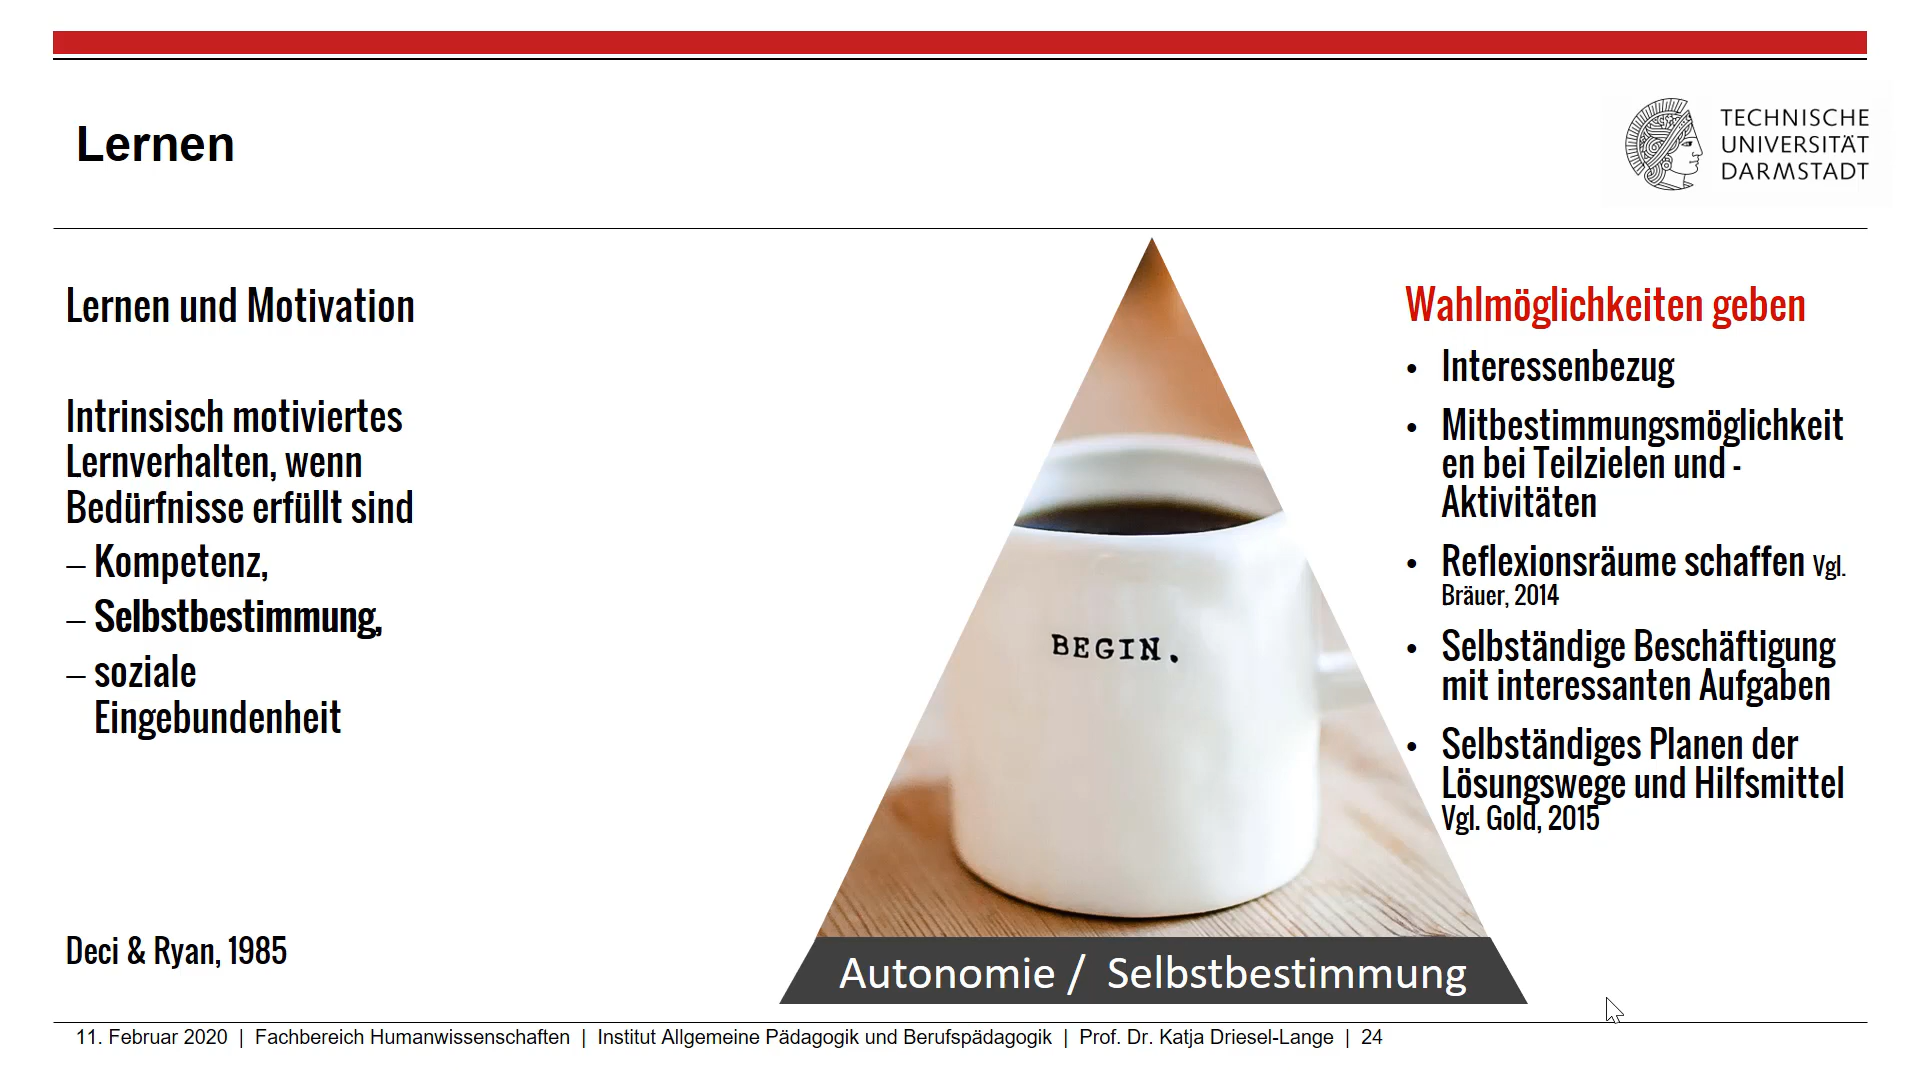 Lernen
TECHNISCHE
UNIVERSITÄT
DARMSTADT
Lernen und Motivation
Intrinsisch motiviertes
Lernverhalten, wenn
Bedürfnisse erfüllt sind
– Kompetenz,
– Selbstbestimmung,
– soziale
Eingebundenheit
Deci & Ryan, 1985
BEGIN.
Autonomie / Selbstbestimmung
Wahlmöglichkeiten geben
• Interessenbezug
• Mitbestimmungsmöglichkeit
en bei Teilzielen und -
Aktivitäten
• Reflexionsräume schaffen Vgl.
Bräuer, 2014
• Selbständige Beschäftigung
mit interessanten Aufgaben
• Selbständiges Planen der
Lösungswege und Hilfsmittel
Vgl. Gold, 2015
11. Februar 2020 | Fachbereich Humanwissenschaften | Institut Allgemeine Pädagogik und Berufspädagogik | Prof. Dr. Katja Driesel-Lange | 24